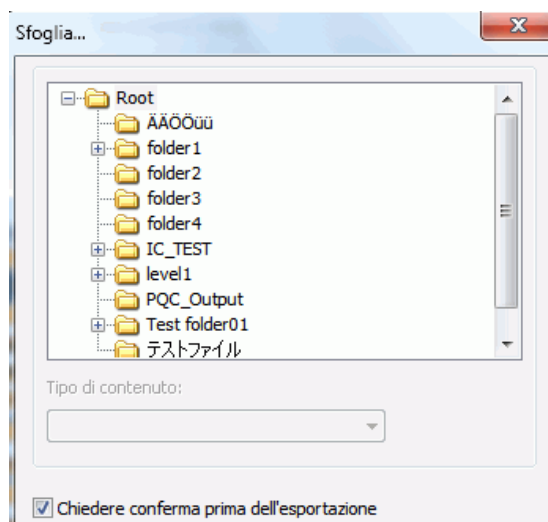 Sfoglia...
Root
ÄÄÖÖüü
folder1
folder2
folder3
folder4
IC_TEST
level1
PQC_Output
Test folder01
テストファイル
Tipo di contenuto:
Chiedere conferma prima dell'esportazione